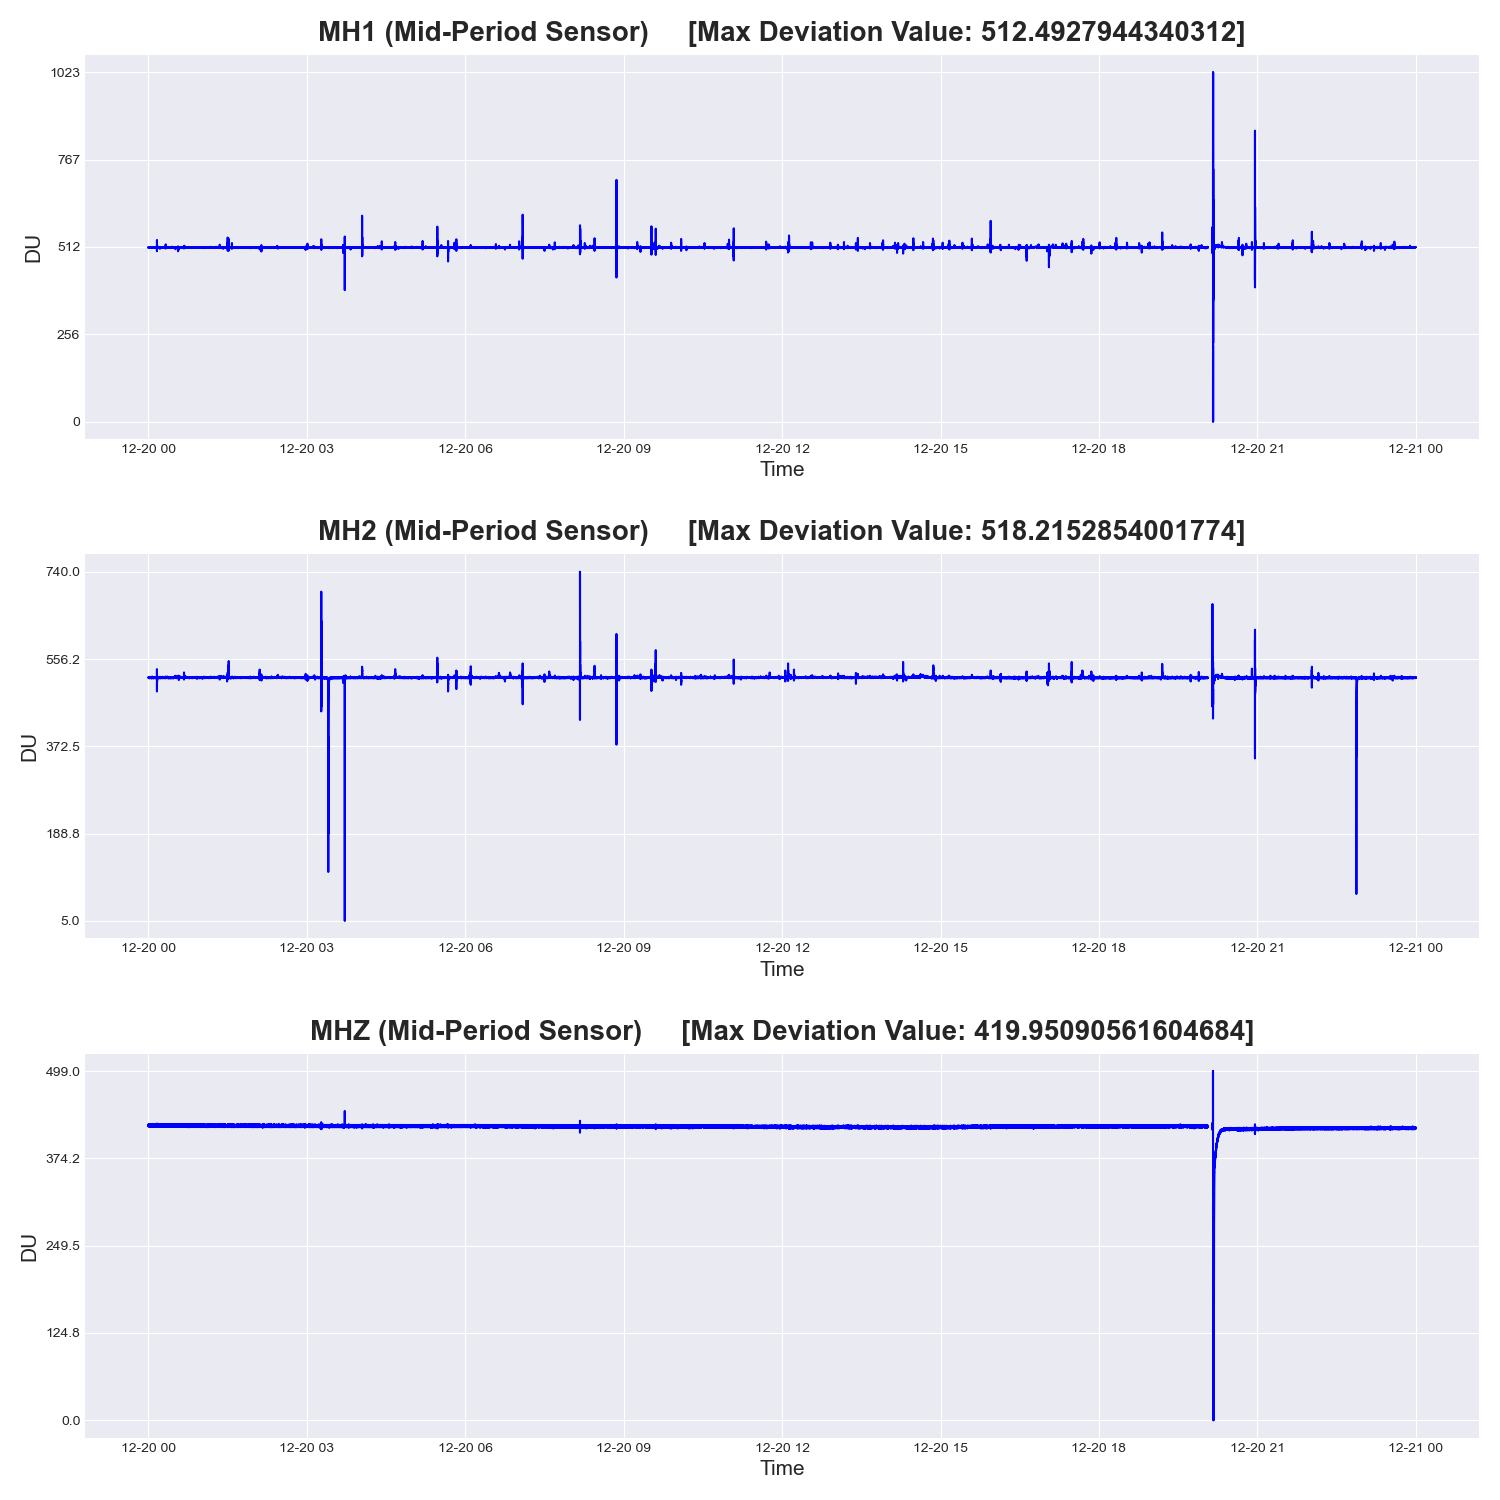 MH1 (Mid-Period Sensor) [Max Deviation Value: 512.4927944340312]
1023
767
512
256
0
DU
12-20 00 12-20 03 12-20 06 12-20 09 12-20 12 12-20 15 12-20 18 12-20 21 12-21 00
Time
MH2 (Mid-Period Sensor) [Max Deviation Value: 518.2152854001774]
740.0
556.2
372.5
188.8
5.0
DU
12-20 00 12-20 03 12-20 06 12-20 09 12-20 12 12-20 15 12-20 18 12-20 21 12-21 00
Time
MHZ (Mid-Period Sensor) [Max Deviation Value: 419.95090561604684]
499.0
374.2
249.5
124.8
0.0
DU
12-20 00 12-20 03 12-20 06 12-20 09 12-20 12 12-20 15 12-20 18 12-20 21 12-21 00
Time